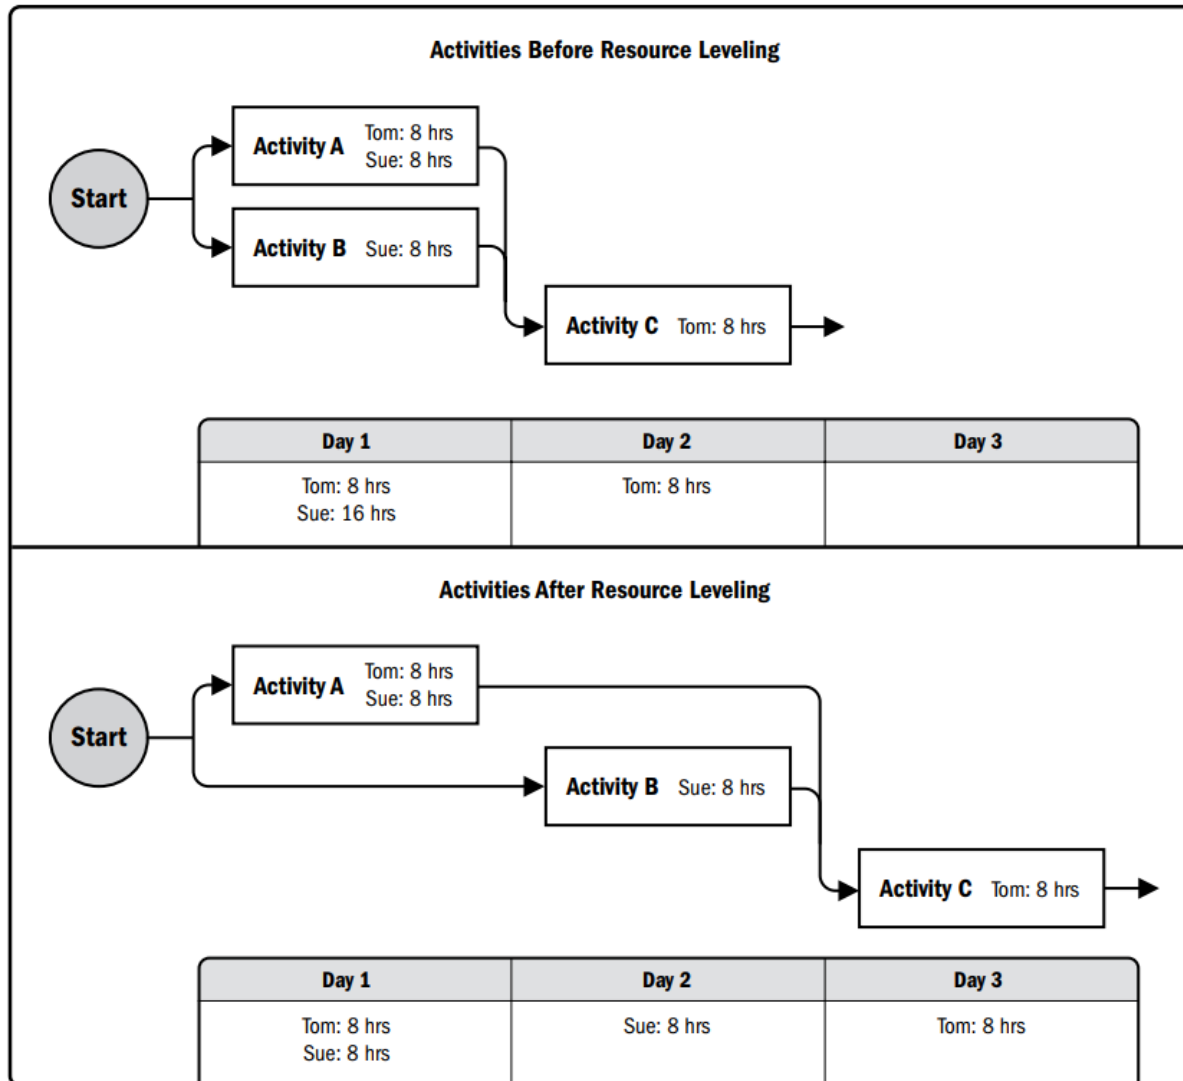 Activities Before Resource Leveling
Start
Activity A
Tom: 8 hrs
Sue: 8 hrs
Activity B Sue: 8 hrs
Activity C Tom: 8 hrs
Day 1 Day 2 Day 3
Tom: 8 hrs Tom: 8 hrs
Sue: 16 hrs
Activities After Resource Leveling
Start
Activity A
Tom: 8 hrs
Sue: 8 hrs
Activity B Sue: 8 hrs
Activity C Tom: 8 hrs
Day 1 Day 2 Day 3
Tom: 8 hrs Sue: 8 hrs Tom: 8 hrs
Sue: 8 hrs